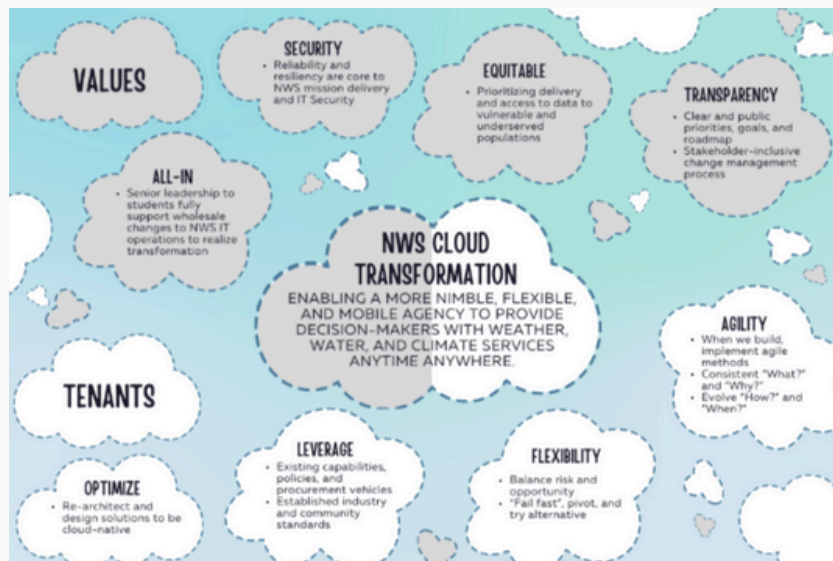 VALUES
SECURITY
• Reliability and
resiliency are core to
NWS mission delivery
and IT Security
EQUITABLE
• Prioritizing delivery
and access to data to
vulnerable and
underserved
populations
TRANSPARENCY
• Clear and public
priorities, goals, and
roadmap
• Stakeholder-inclusive
change management
process
ALL-IN
• Senior leadership to
students fully
support wholesale
changes to NWS IT
operations to realize
transformation
NWS CLOUD
TRANSFORMATION
ENABLING A MORE NIMBLE, FLEXIBLE,
AND MOBILE AGENCY TO PROVIDE
DECISION-MAKERS WITH WEATHER,
WATER, AND CLIMATE SERVICES
ANYTIME ANYWHERE.
TENANTS
AGILITY
• When we build,
implement agile
methods
• Consistent "What?"
and "Why?"
• Evolve "How?" and
"When?"
OPTIMIZE
• Re-architect and
design solutions to be
cloud-native
LEVERAGE
• Existing capabilities,
policies, and
procurement vehicles
• Established industry
and community
standards
FLEXIBILITY
• Balance risk and
opportunity
• "Fail fast", pivot, and
try alternative